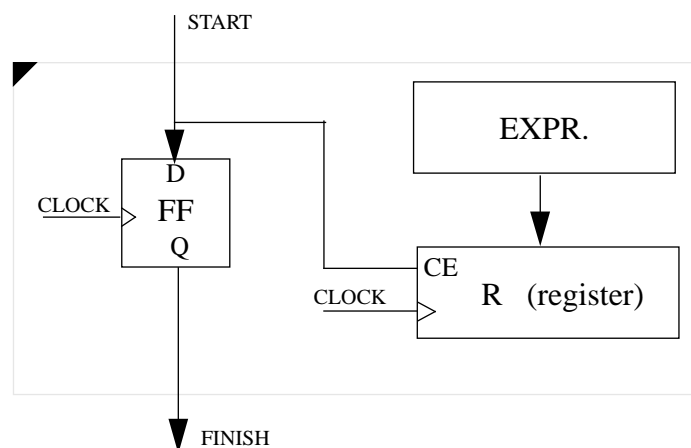 START
EXPR.
D
CLOCK
FF
Q
CE
CLOCK
R (register)
FINISH